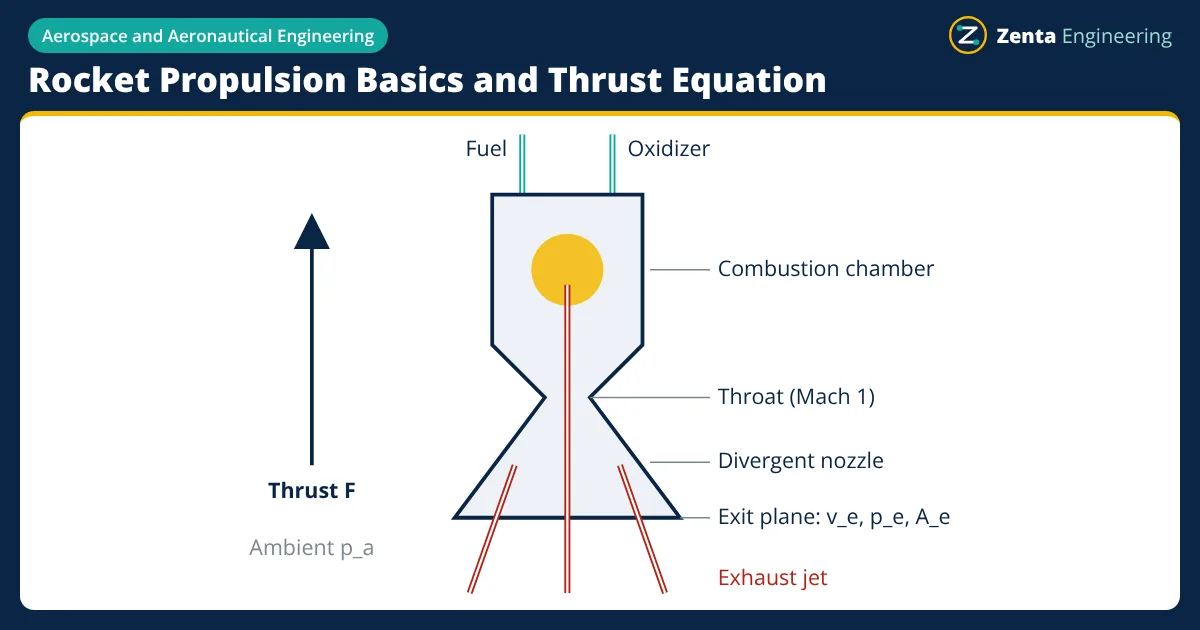 Aerospace and Aeronautical Engineering
Zenta Engineering
Rocket Propulsion Basics and Thrust Equation
Fuel
Oxidizer
Combustion chamber
Throat (Mach 1)
Divergent nozzle
Thrust F
Exit plane: v_e, p_e, A_e
Ambient p_a
Exhaust jet